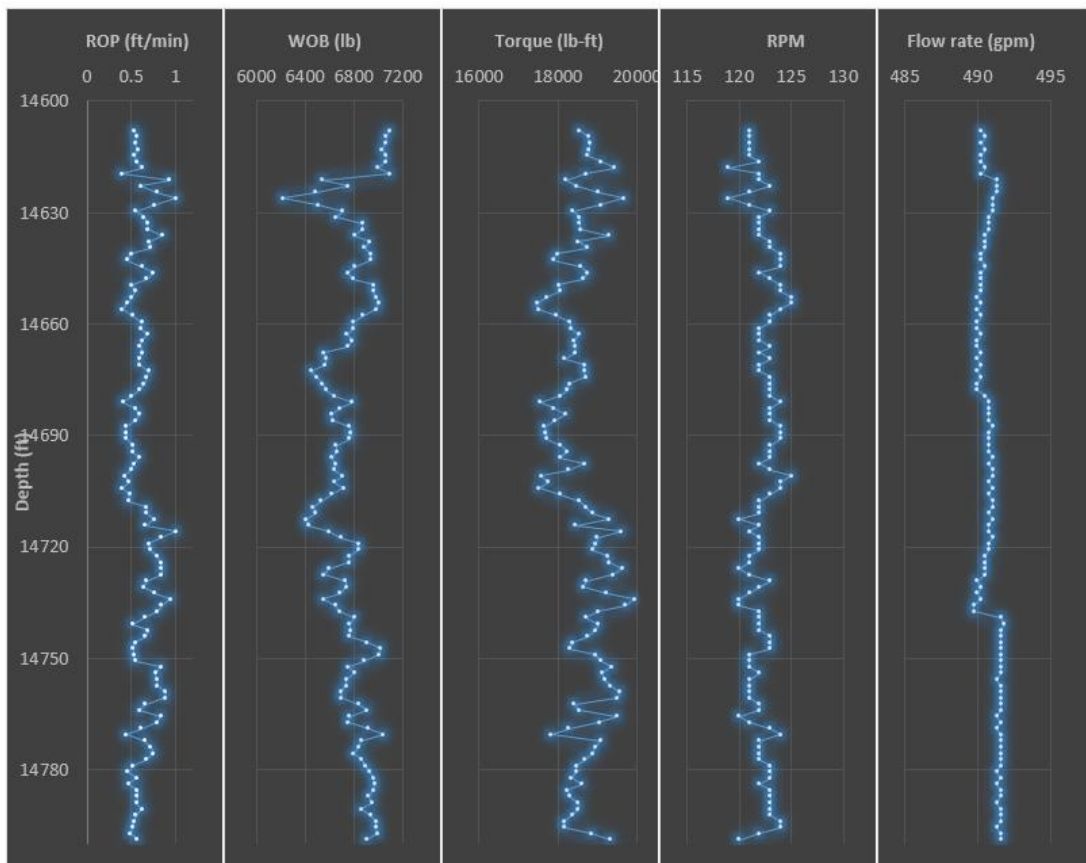 ROP (ft/min) WOB (lb) Torque (lb-ft) RPM Flow rate (gpm)
0 0.5 1 6000 6400 6800 7200 16000 18000 20000 115 120 125 130 485 490 495
14600
14630
14660
14690
14720
14750
14780
Depth (ft)